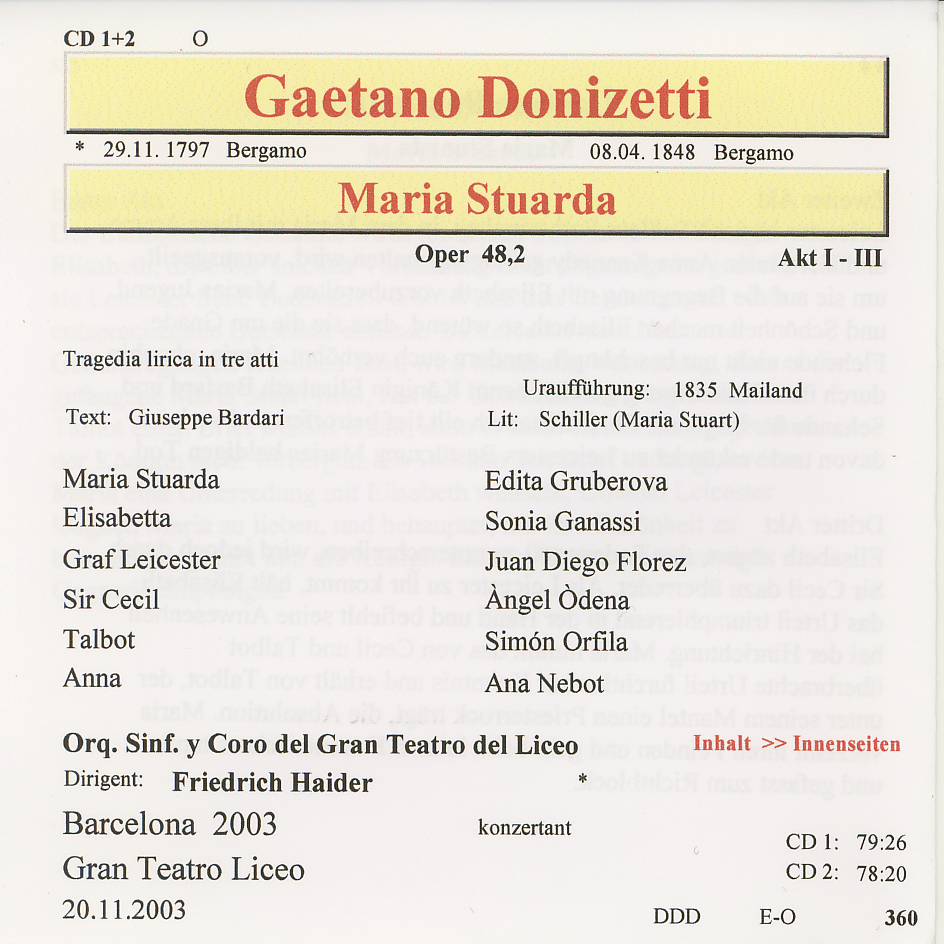 CD 1+2 O
Gaetano Donizetti
* 29.11. 1797 Bergamo 08.04. 1848 Bergamo
Maria Stuarda
Oper 48,2 Akt I - III
Tragedia lirica in tre atti
Uraufführung: 1835 Mailand
Text: Giuseppe Bardari Lit: Schiller (Maria Stuart)
Maria Stuarda Edita Gruberova
Elisabetta Sonia Ganassi
Graf Leicester Juan Diego Florez
Sir Cecil Angel Òdena
Talbot Simón Orfila
Anna Ana Nebot
Orq. Sinf. y Coro del Gran Teatro del Liceo Inhalt >> Innenseiten
Dirigent: Friedrich Haider *
Barcelona 2003 konzertant
CD 1: 79:26
Gran Teatro Liceo CD 2: 78:20
20.11.2003 DDD E-O 360